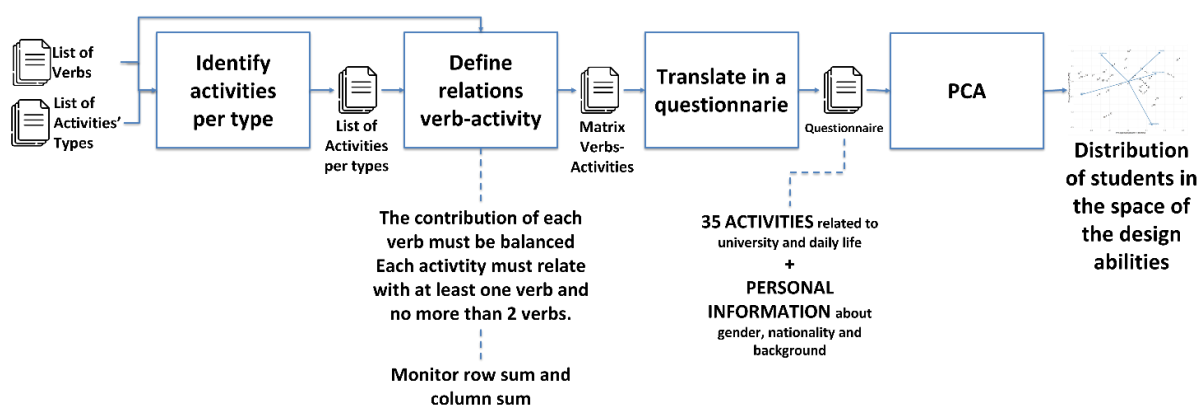 List of
Verbs
List of
Activities'
Types
Identify
activities
per type
List of
Activities
per types
Define
relations
verb-activity
Matrix
Verbs-
Activities
Translate in a
questionnarie
Questionnaire
PCA
Distribution
of students in
the space of
the design
abilities
The contribution of each
verb must be balanced
Each activtity must relate
with at least one verb and
no more than 2 verbs.
Monitor row sum and
column sum
35 ACTIVITIES related to
university and daily life
+
PERSONAL
INFORMATION about
gender, nationality and
background